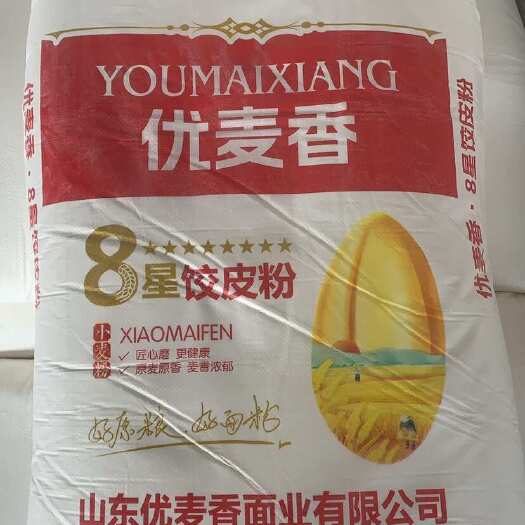 YOUMAIXIANG
优麦香
8星饺皮粉
小麦粉
XIAOMAIFEN
✓ 匠心磨 更健康
✓ 原麦原香 麦香浓郁
好原粮 好面粉
山东优麦香面业有限公司
优麦香·8星饺皮粉
优麦香·8星饺皮粉